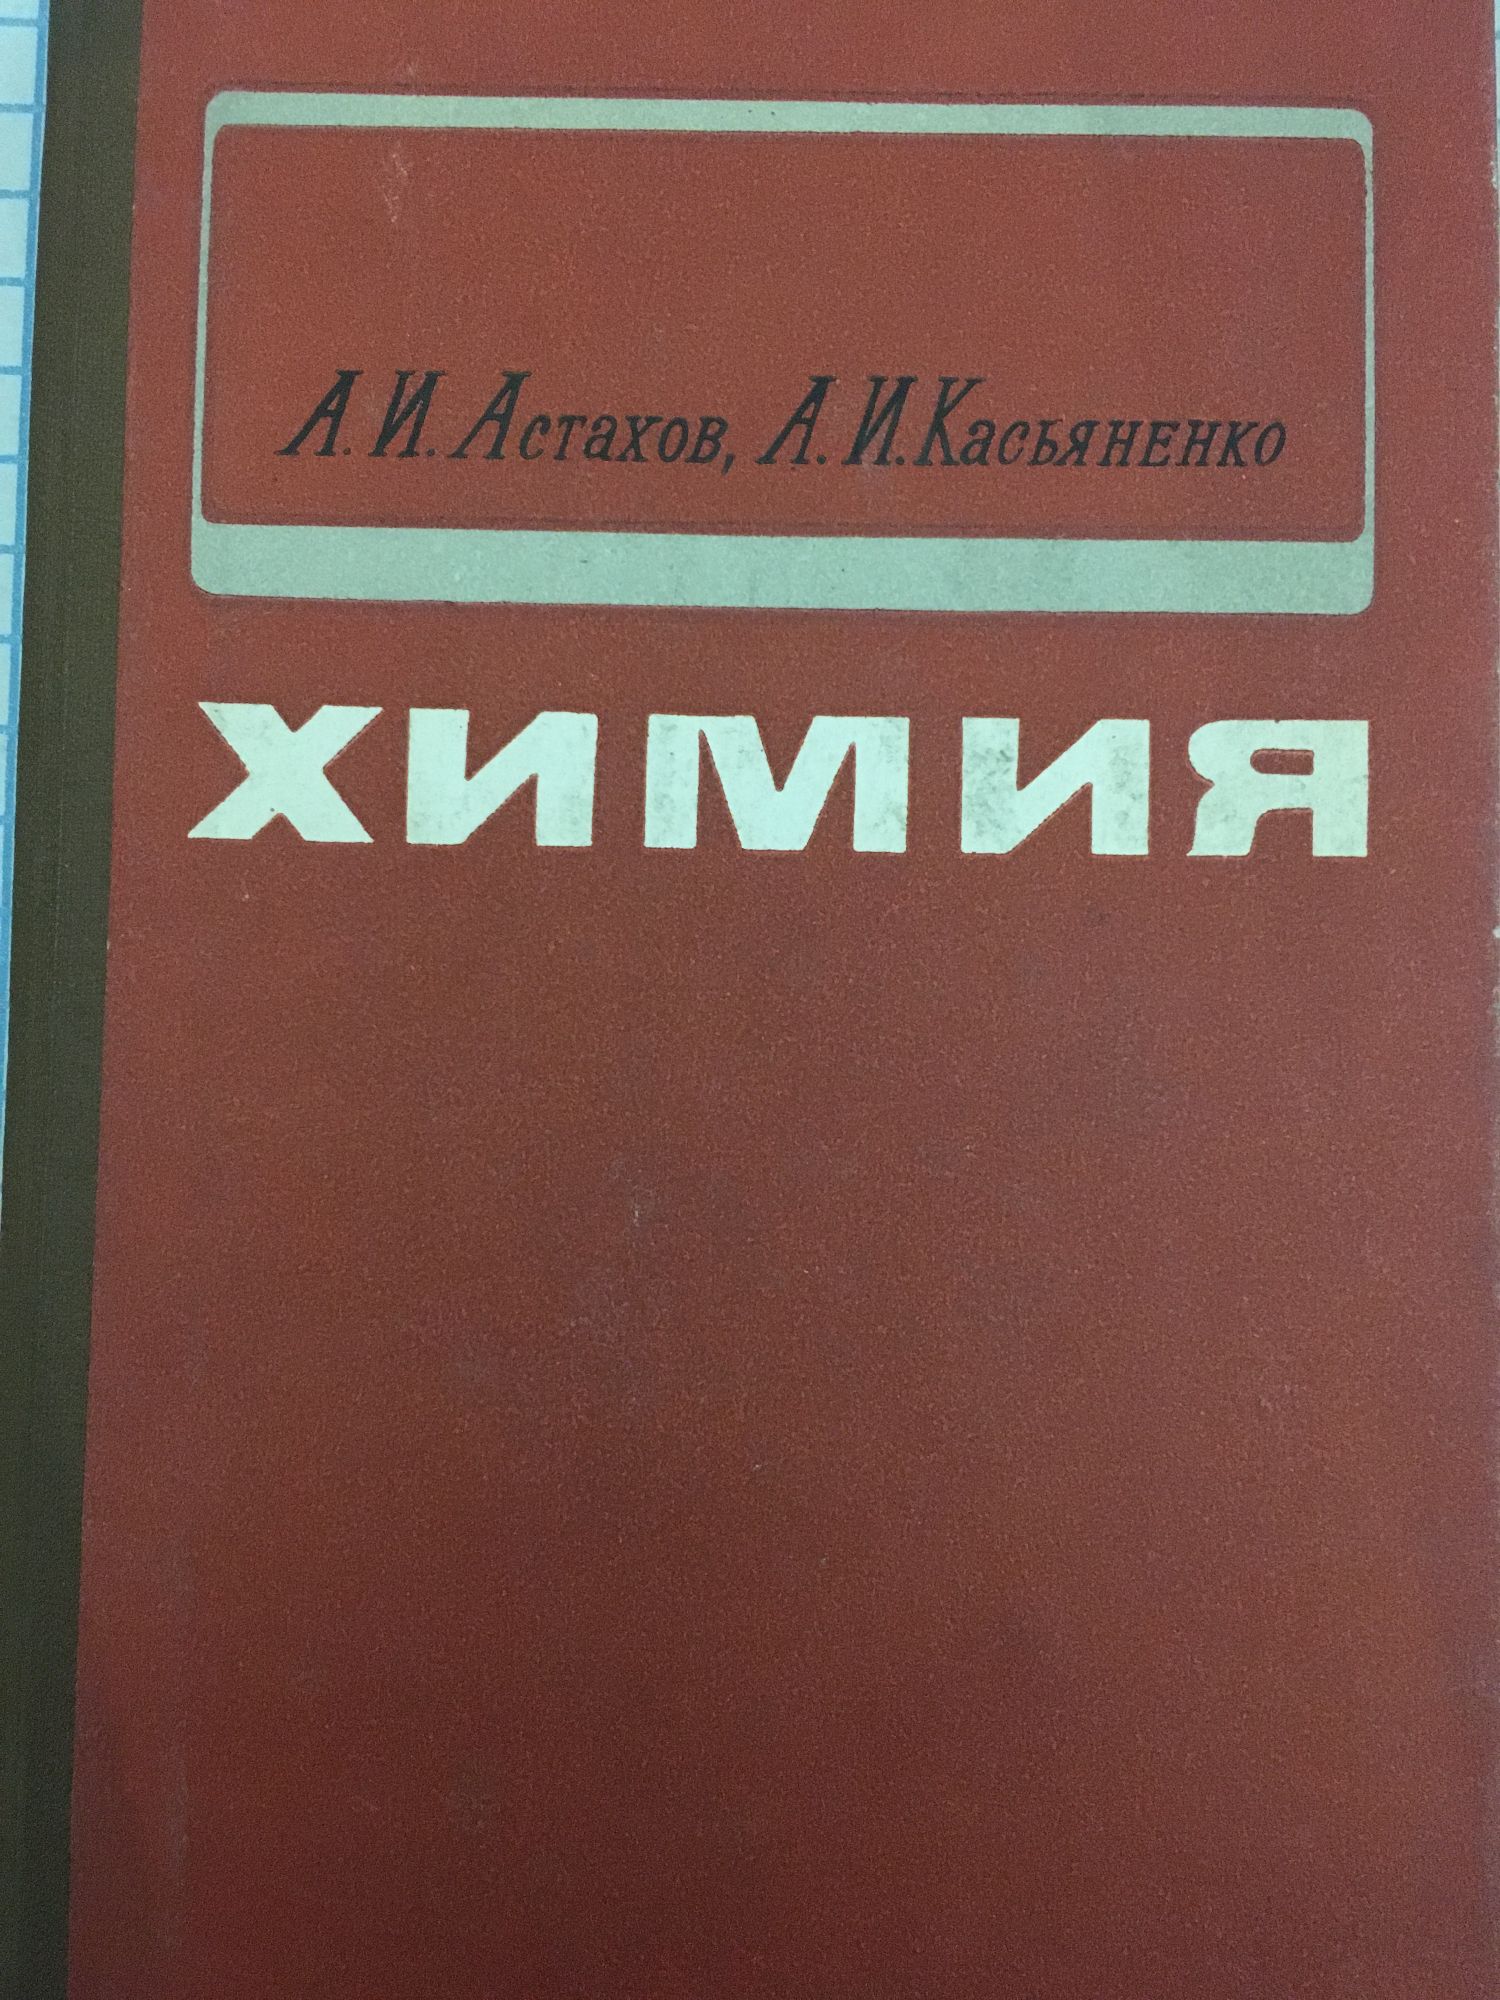 А. И. Астахов, А. И. Касьяненко
ХИМИЯ